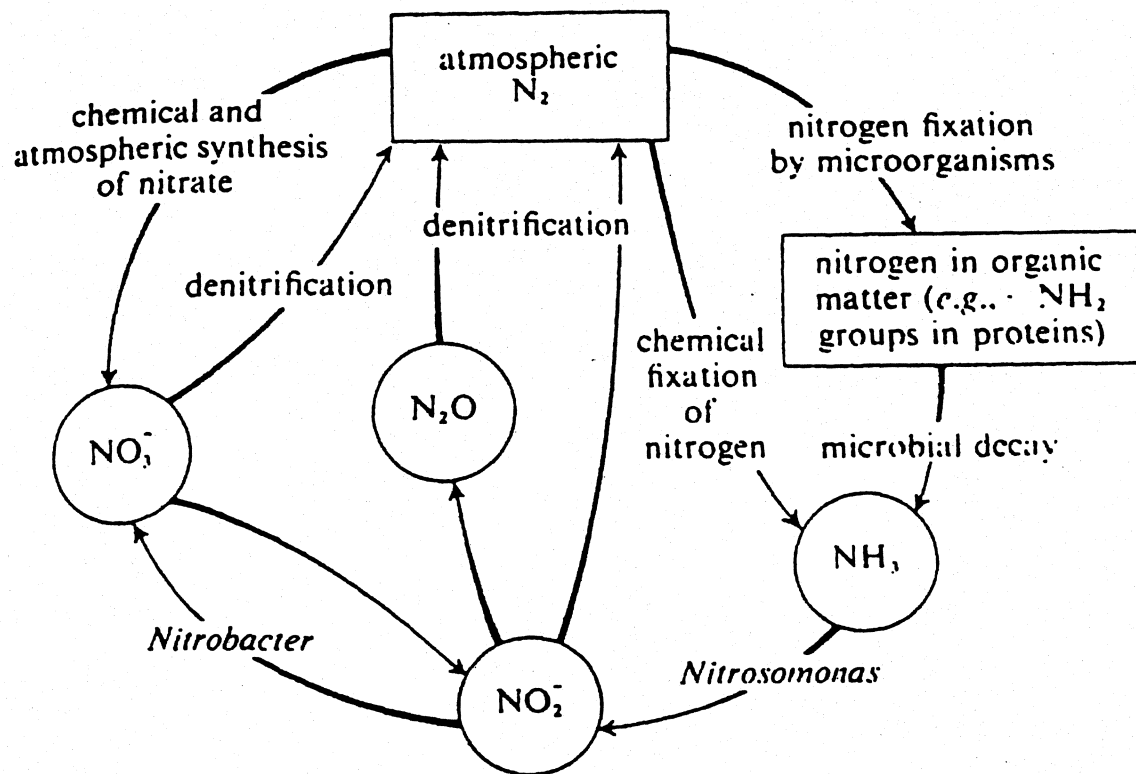 atmospheric
N₂
chemical and
atmospheric synthesis
of nitrate
nitrogen fixation
by microorganisms
denitrification
denitrification
nitrogen in organic
matter (e.g., · NH₂
groups in proteins)
chemical
fixation
of
nitrogen
N₂O
NO₃⁻
microbial decay
NH₃
Nitrobacter
Nitrosomonas
NO₂⁻